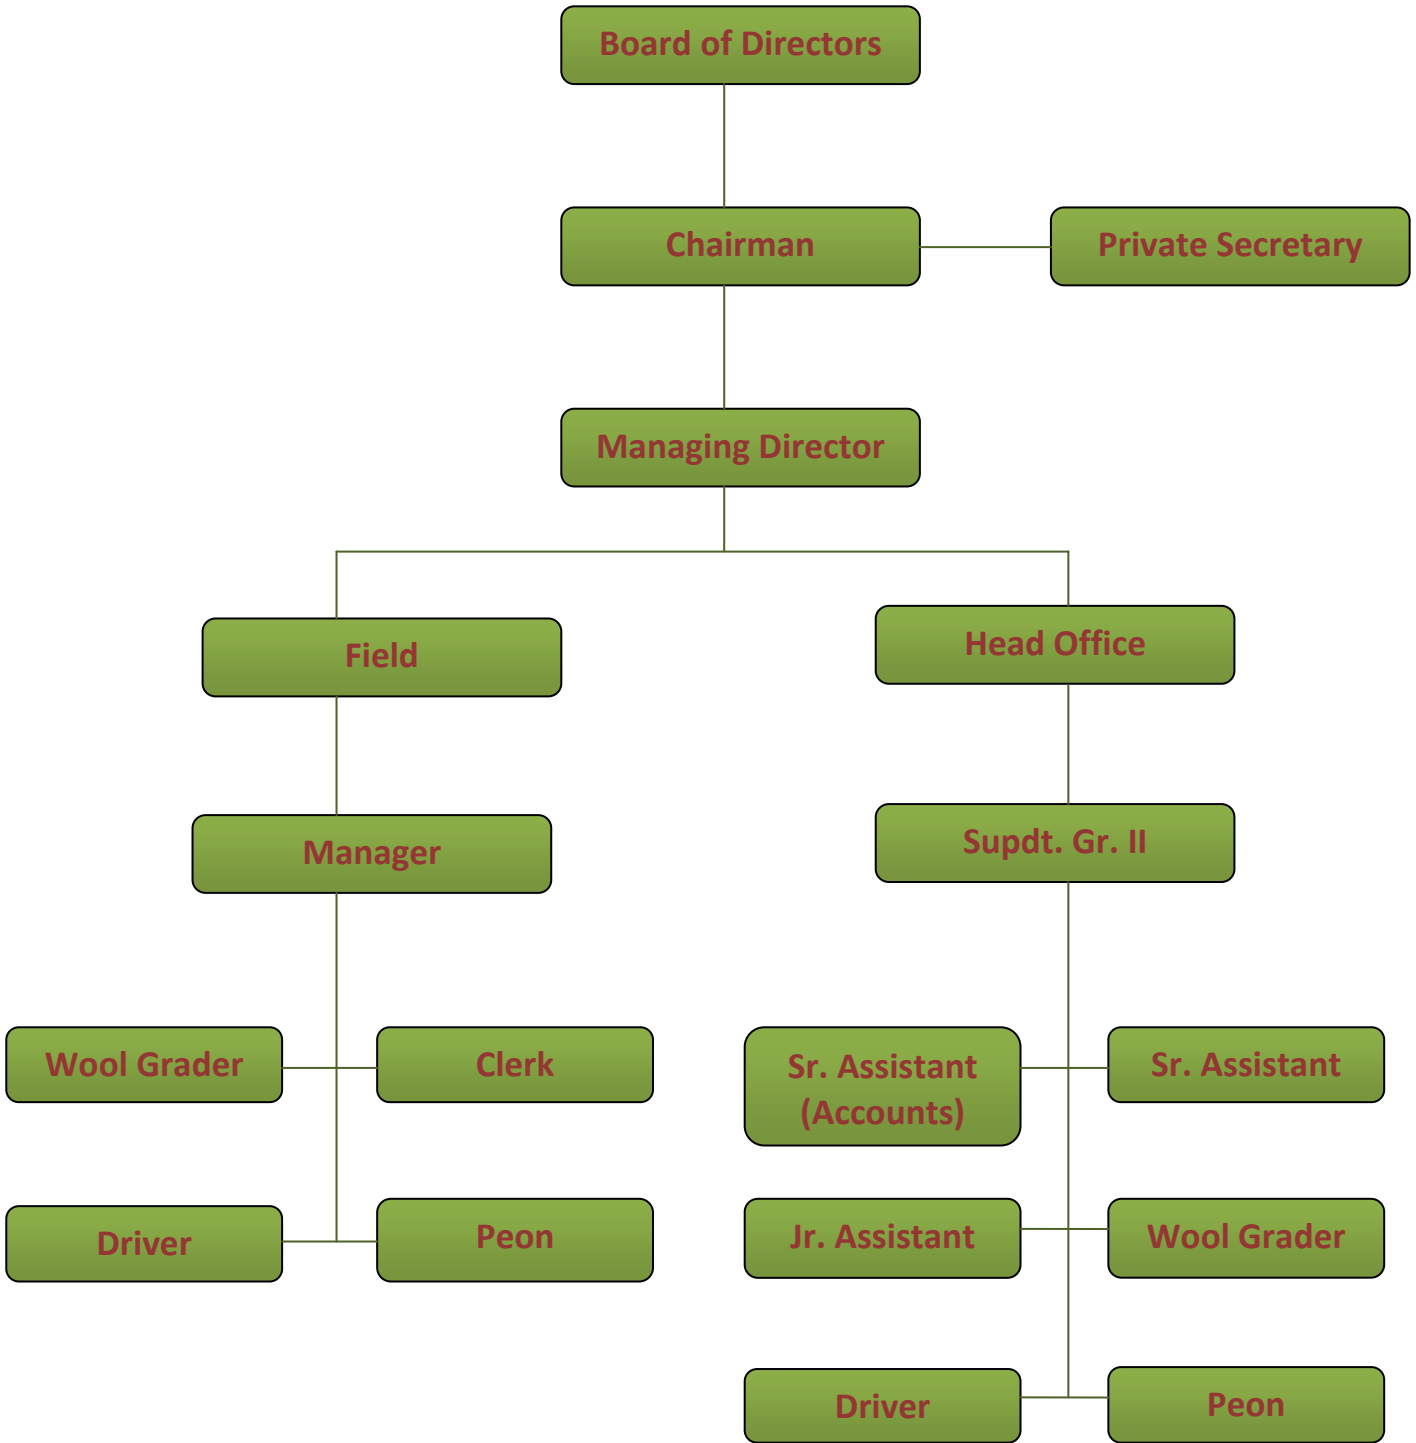 Board of Directors
Chairman
Private Secretary
Managing Director
Field
Head Office
Manager
Supdt. Gr. II
Wool Grader
Clerk
Sr. Assistant
(Accounts)
Sr. Assistant
Driver
Peon
Jr. Assistant
Wool Grader
Driver
Peon